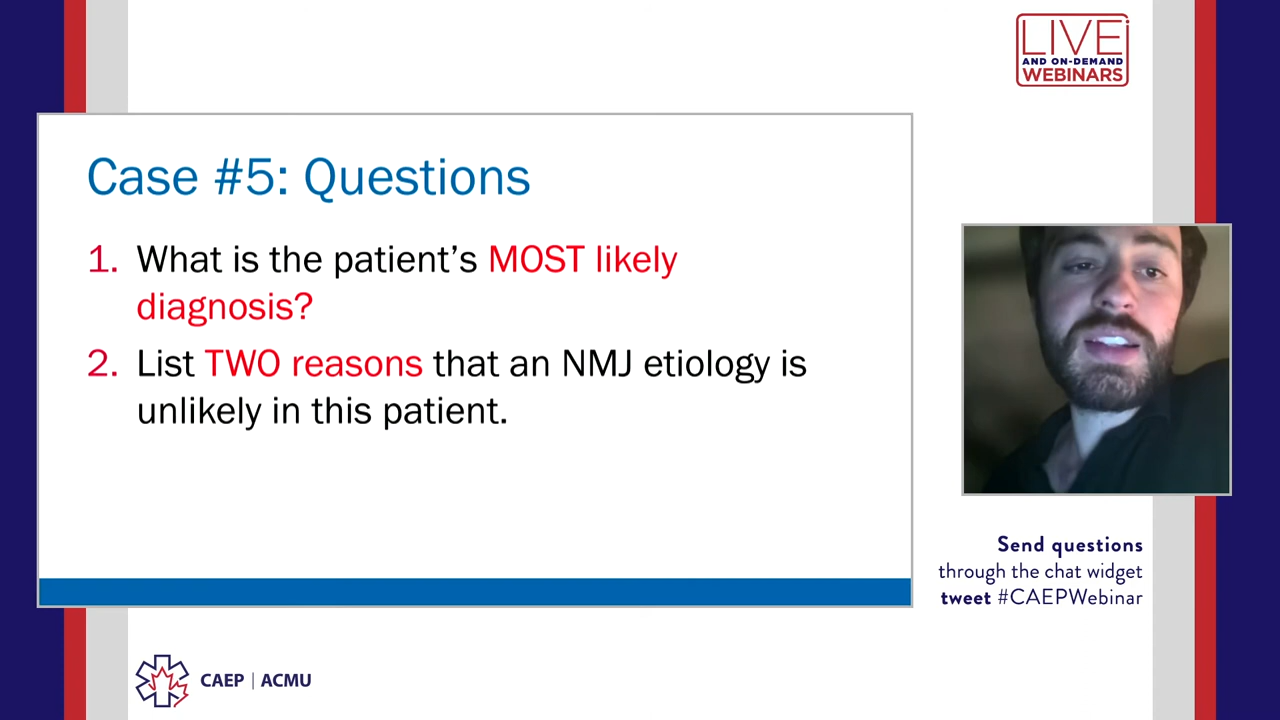 LIVE
AND ON-DEMAND
WEBINARS
Case #5: Questions
1. What is the patient’s MOST likely
diagnosis?
2. List TWO reasons that an NMJ etiology is
unlikely in this patient.
Send questions
through the chat widget
tweet #CAEPWebinar
CAEP | ACMU